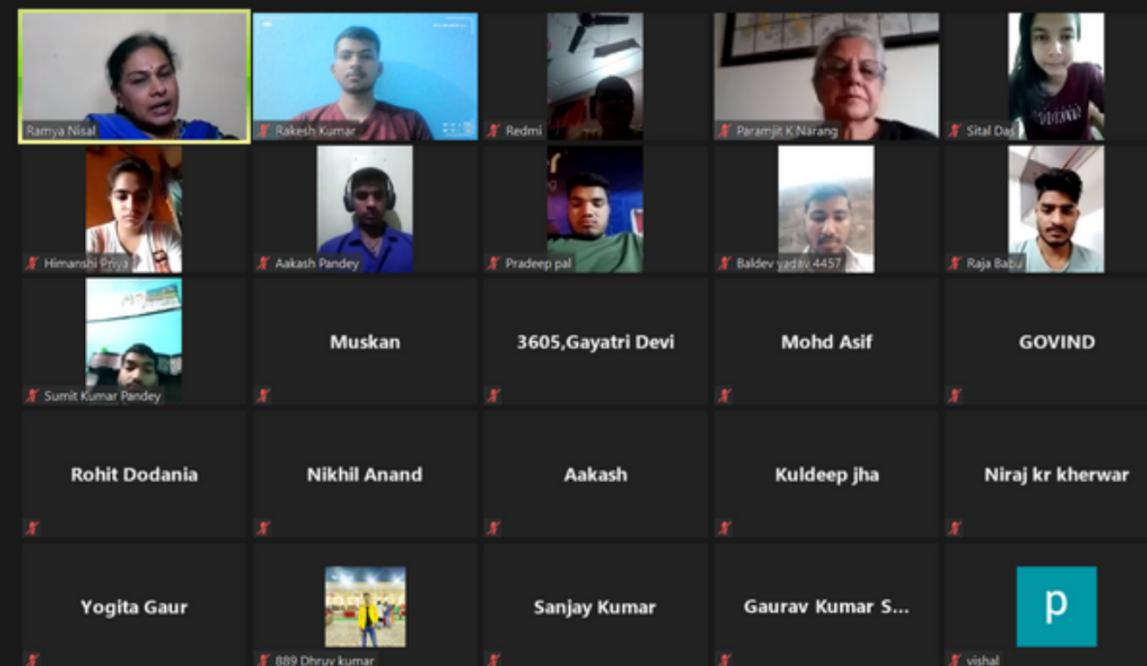 Ramya Nisal
Rakesh Kumar
Redmi
Paramjit K Narang
Sital Das
Himanshi Priya
Aakash Pandey
Pradeep pal
Baldev yadav 4457
Raja Babu
Sumit Kumar Pandey
Muskan
3605,Gayatri Devi
Mohd Asif
GOVIND
Rohit Dodania
Nikhil Anand
Aakash
Kuldeep jha
Niraj kr kherwar
Yogita Gaur
889 Dhruv kumar
Sanjay Kumar
Gaurav Kumar S...
p
vishal